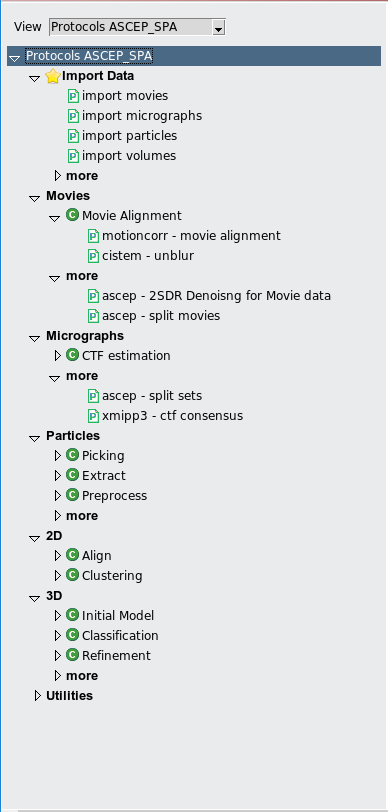 View Protocols ASCEP_SPA
Protocols ASCEP_SPA
Import Data
P import movies
P import micrographs
P import particles
P import volumes
more
Movies
C Movie Alignment
P motioncorr - movie alignment
P cistem - unblur
more
P ascep - 2SDR Denoisng for Movie data
P ascep - split movies
Micrographs
C CTF estimation
more
P ascep - split sets
P xmipp3 - ctf consensus
Particles
C Picking
C Extract
C Preprocess
more
2D
C Align
C Clustering
3D
C Initial Model
C Classification
C Refinement
more
Utilities